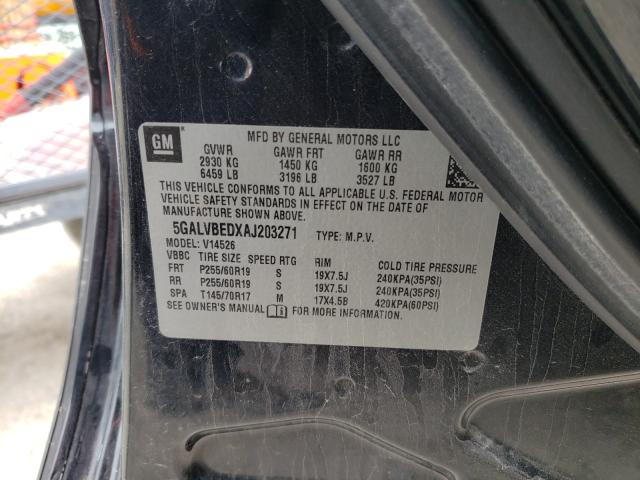 GM
MFD BY GENERAL MOTORS LLC
GVWR GAWR FRT GAWR RR
2930 KG 1450 KG 1600 KG
6459 LB 3196 LB 3527 LB
THIS VEHICLE CONFORMS TO ALL APPLICABLE U.S. FEDERAL MOTOR
VEHICLE SAFETY STANDARDS IN EFFECT ON THE DATE OF
MANUFACTURE SHOWN ABOVE.
5GALVBEDXAJ203271 TYPE: M.P.V.
MODEL: V14526
VBBC TIRE SIZE SPEED RTG RIM COLD TIRE PRESSURE
FRT P255/60R19 S 19X7.5J 240KPA(35PSI)
RR P255/60R19 S 19X7.5J 240KPA(35PSI)
SPA T145/70R17 M 17X4.5B 420KPA(60PSI)
SEE OWNER'S MANUAL FOR MORE INFORMATION.